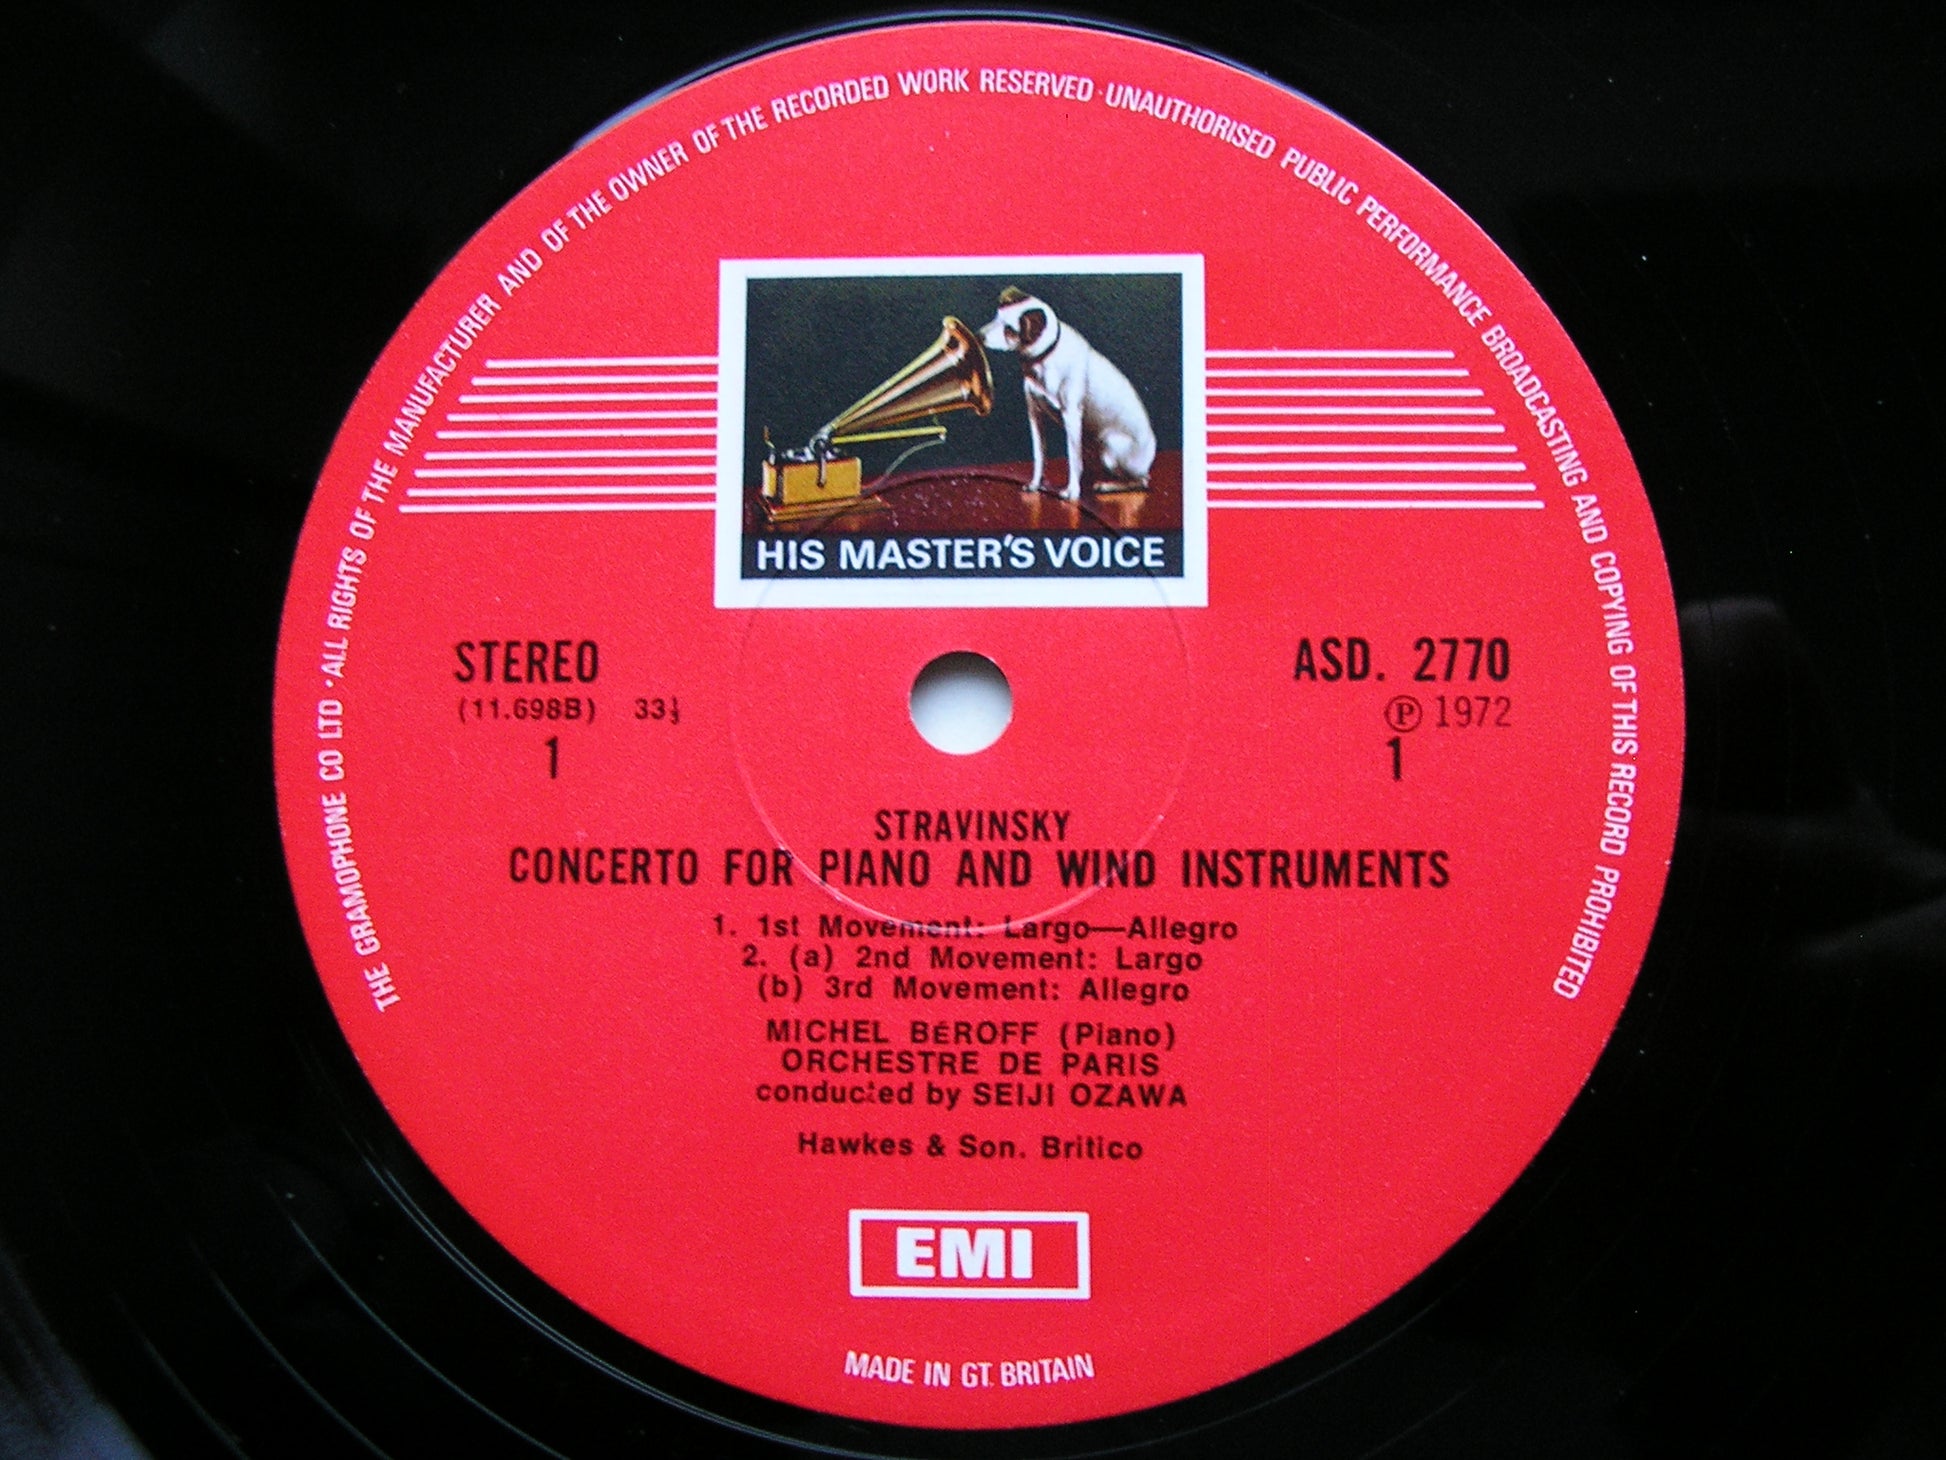 THE GRAMOPHONE CO LTD · ALL RIGHTS OF THE MANUFACTURER AND OF THE OWNER OF THE RECORDED WORK RESERVED · UNAUTHORISED PUBLIC PERFORMANCE BROADCASTING AND COPYING OF THIS RECORD PROHIBITED
HIS MASTER'S VOICE
STEREO ASD. 2770
(11.698B) 33⅓ ℗ 1972
1 1
STRAVINSKY
CONCERTO FOR PIANO AND WIND INSTRUMENTS
1. 1st Movement: Largo—Allegro
2. (a) 2nd Movement: Largo
(b) 3rd Movement: Allegro
MICHEL BÉROFF (Piano)
ORCHESTRE DE PARIS
conducted by SEIJI OZAWA
Hawkes & Son. Britico
EMI
MADE IN GT. BRITAIN